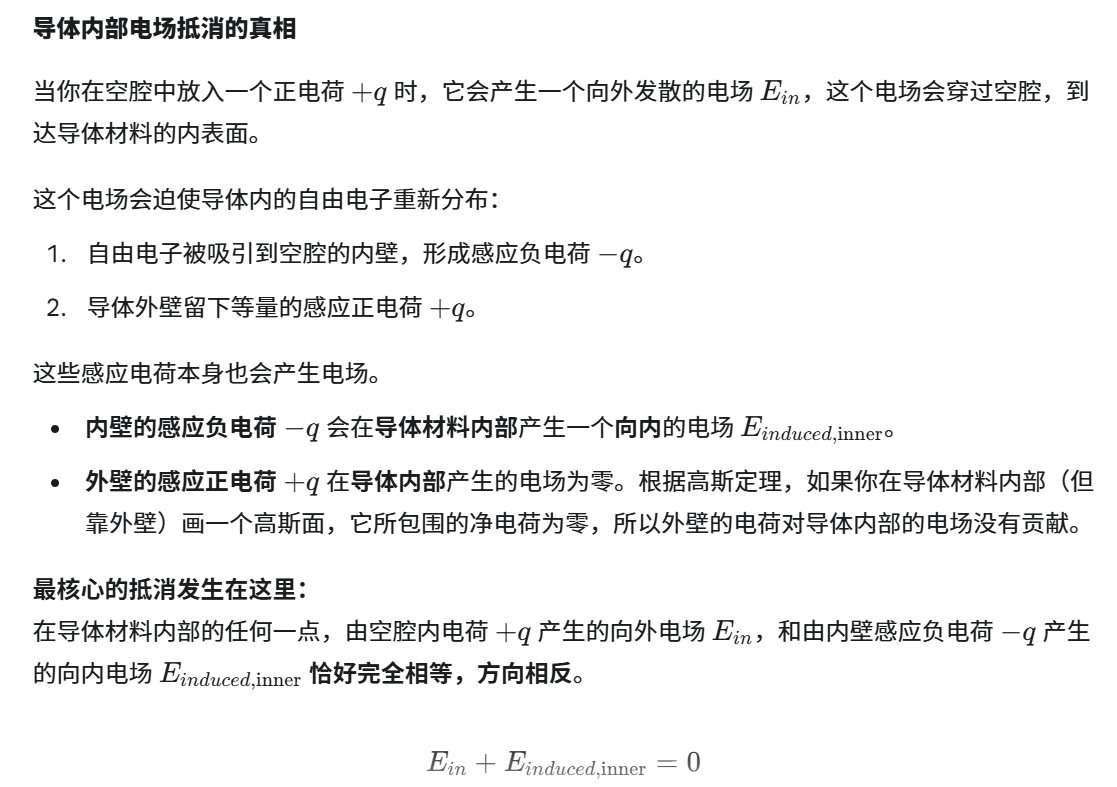 导体内部电场抵消的真相
当你在空腔中放入一个正电荷 +q 时，它会产生一个向外发散的电场 E_{in}，这个电场会穿过空腔，到
达导体材料的内表面。
这个电场会迫使导体内的自由电子重新分布：
1. 自由电子被吸引到空腔的内壁，形成感应负电荷 −q。
2. 导体外壁留下等量的感应正电荷 +q。
这些感应电荷本身也会产生电场。
• 内壁的感应负电荷 −q 会在导体材料内部产生一个向内的电场 E_{induced,inner}。
• 外壁的感应正电荷 +q 在导体内部产生的电场为零。根据高斯定理，如果你在导体材料内部（但
靠外壁）画一个高斯面，它所包围的净电荷为零，所以外壁的电荷对导体内部的电场没有贡献。
最核心的抵消发生在这里：
在导体材料内部的任何一点，由空腔内电荷 +q 产生的向外电场 E_{in}，和由内壁感应负电荷 −q 产生
的向内电场 E_{induced,inner} 恰好完全相等，方向相反。
E_{in} + E_{induced,inner} = 0